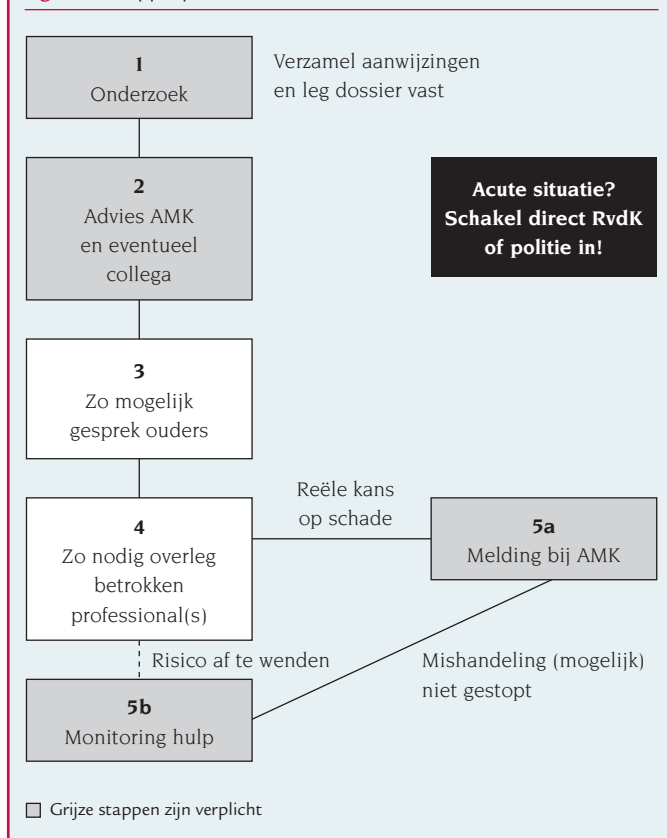 1
Onderzoek
Verzamel aanwijzingen
en leg dossier vast
2
Advies AMK
en eventueel
collega
Acute situatie?
Schakel direct RvdK
of politie in!
3
Zo mogelijk
gesprek ouders
4
Zo nodig overleg
betrokken
professional(s)
Reële kans
op schade
5a
Melding bij AMK
Risico af te wenden
Mishandeling (mogelijk)
niet gestopt
5b
Monitoring hulp
Grijze stappen zijn verplicht